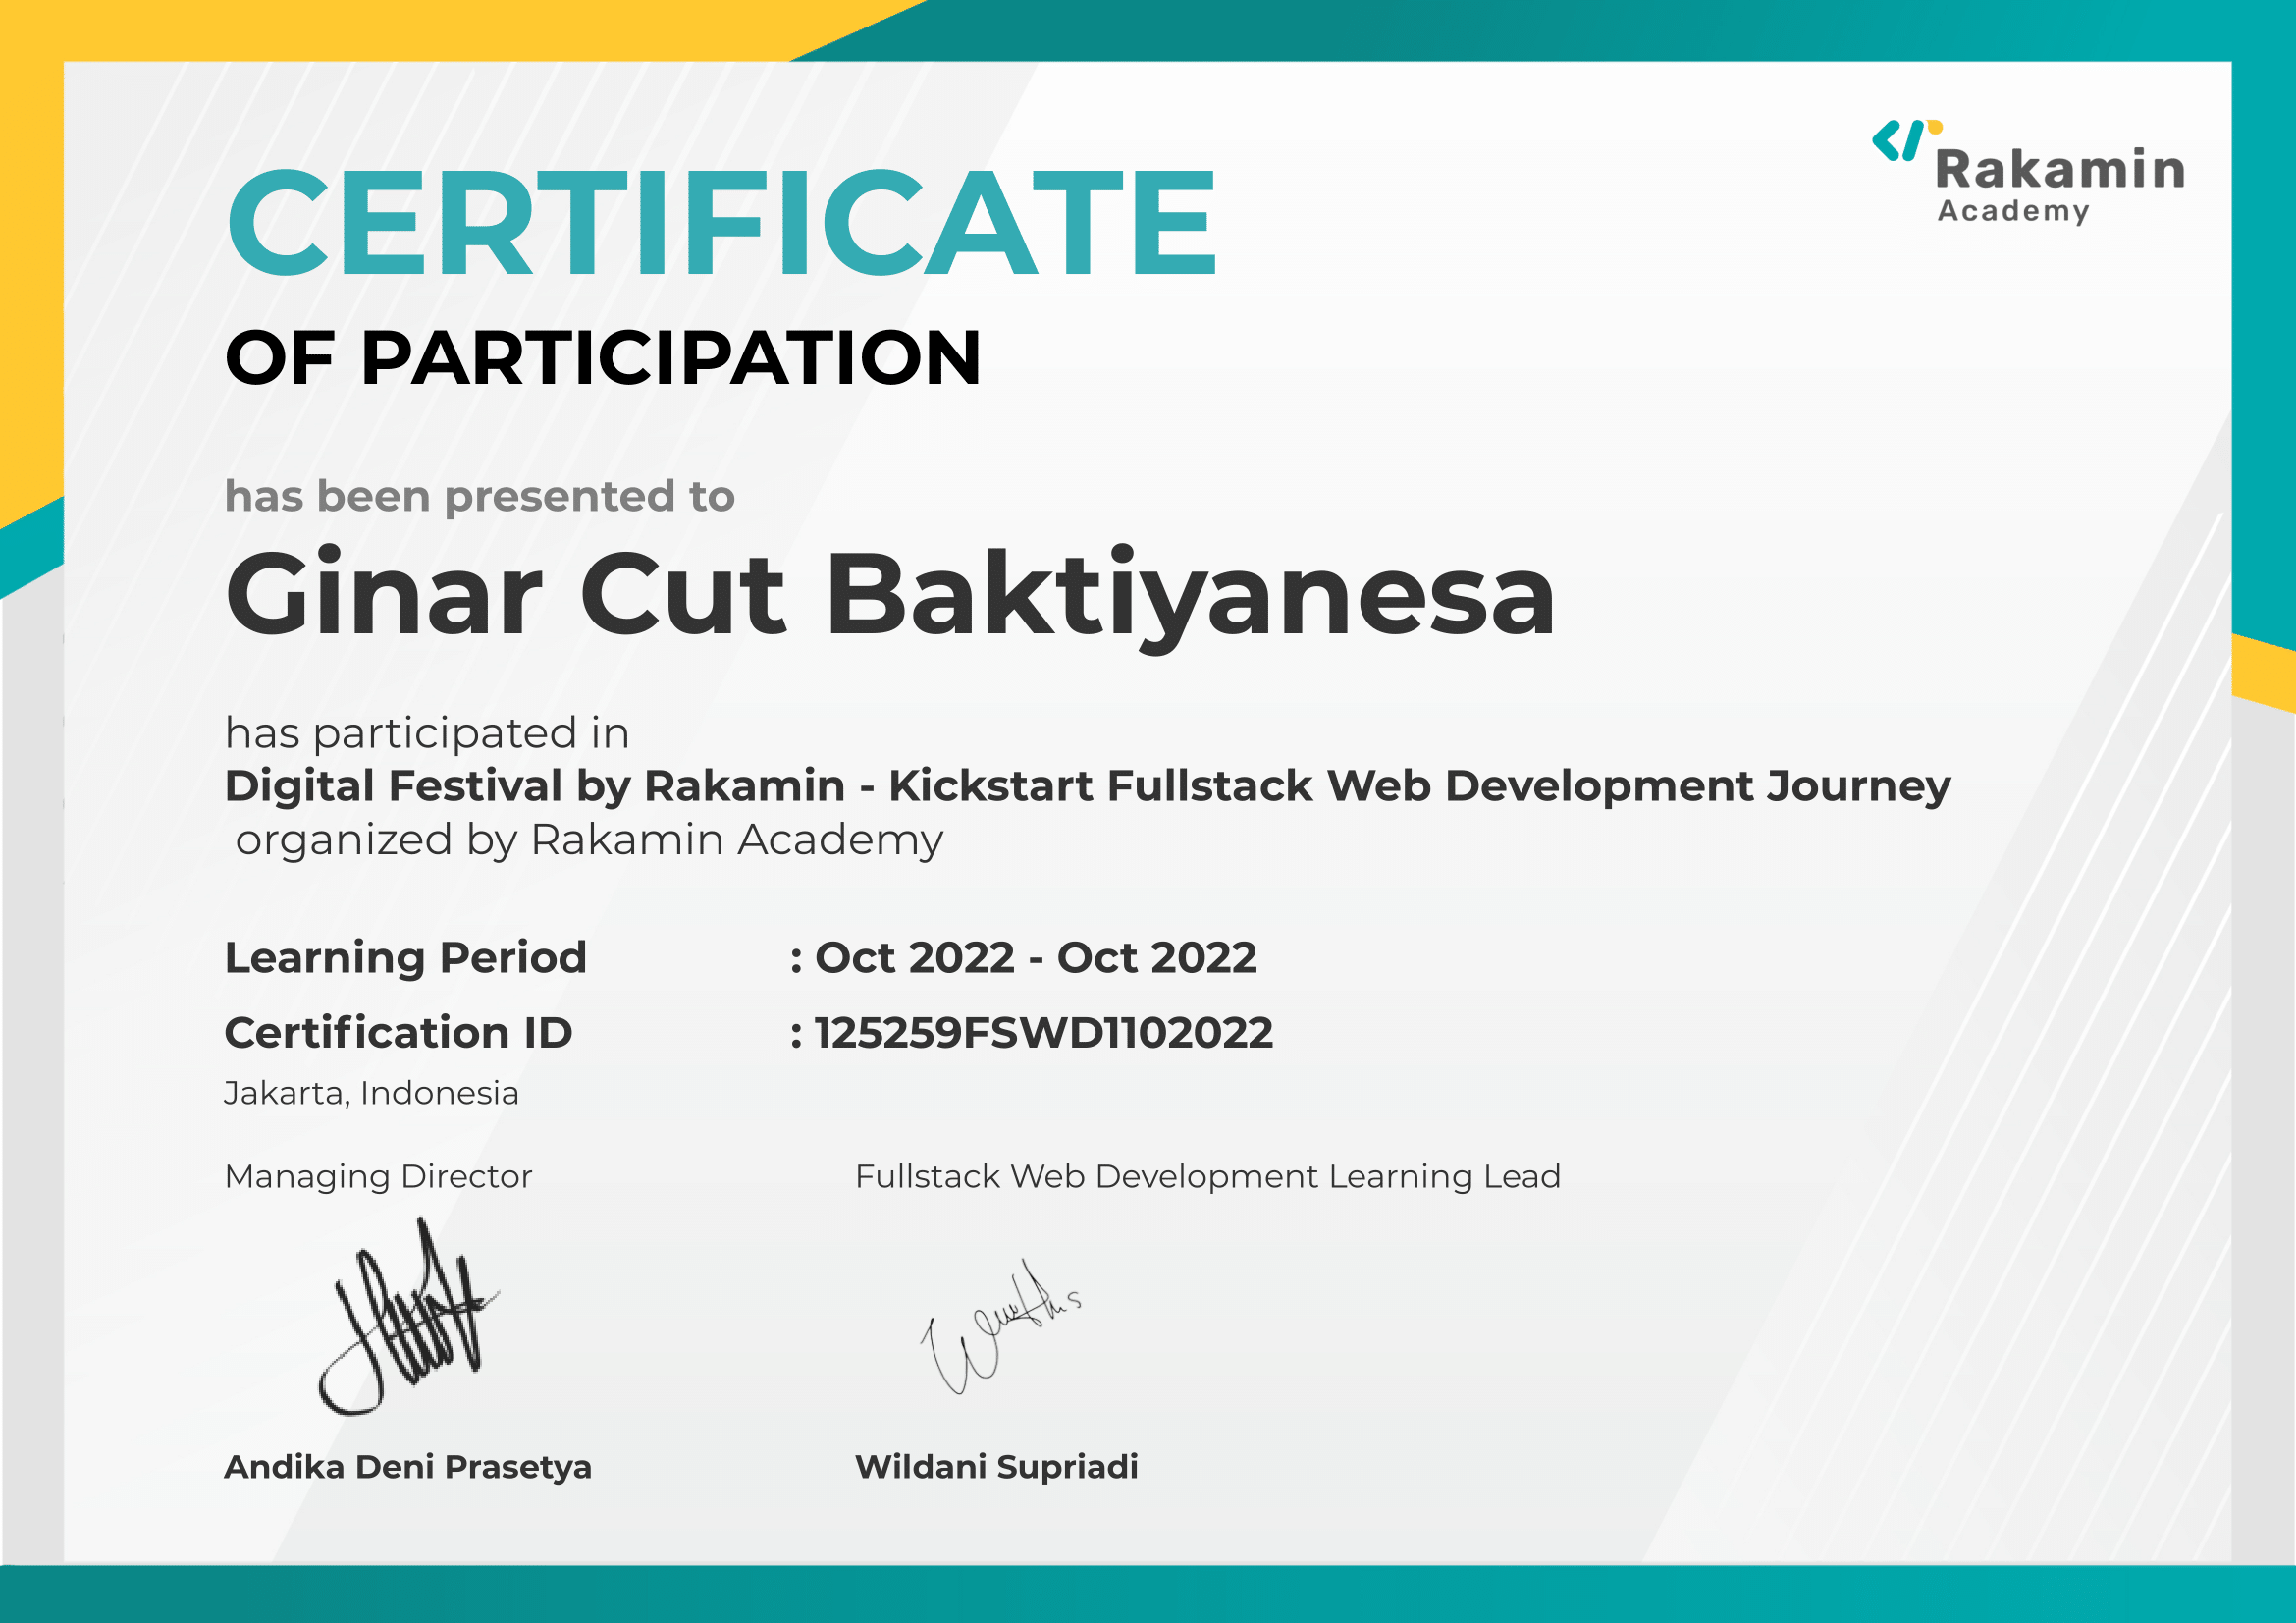 Rakamin
Academy
CERTIFICATE
OF PARTICIPATION
has been presented to
Ginar Cut Baktiyanesa
has participated in
Digital Festival by Rakamin - Kickstart Fullstack Web Development Journey
organized by Rakamin Academy
Learning Period : Oct 2022 - Oct 2022
Certification ID : 125259FSWD1102022
Jakarta, Indonesia
Managing Director Fullstack Web Development Learning Lead
Andika Deni Prasetya Wildani Supriadi